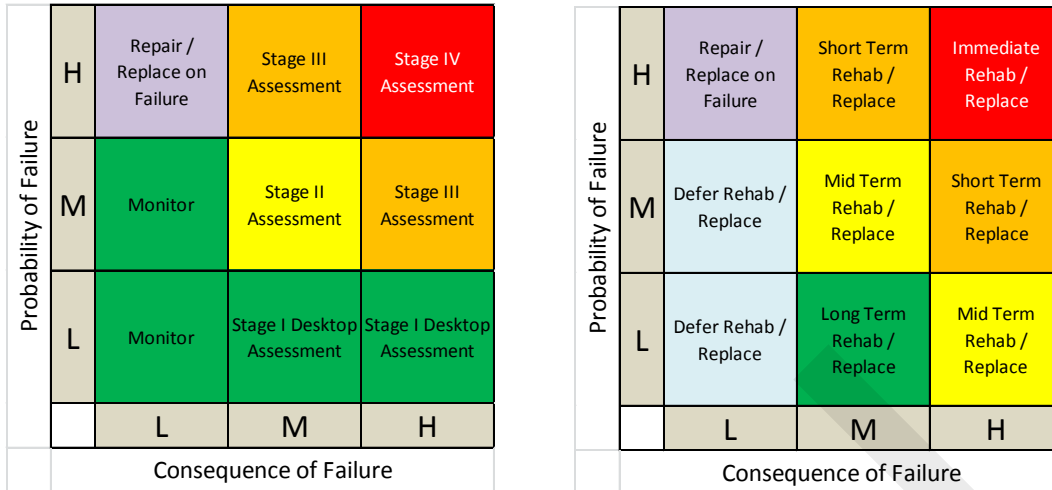 Probability of Failure
H
Repair /
Replace on
Failure
Stage III
Assessment
Stage IV
Assessment
M
Monitor
Stage II
Assessment
Stage III
Assessment
L
Monitor
Stage I Desktop
Assessment
Stage I Desktop
Assessment
L
M
H
Consequence of Failure
Probability of Failure
H
Repair /
Replace on
Failure
Short Term
Rehab /
Replace
Immediate
Rehab /
Replace
M
Defer Rehab /
Replace
Mid Term
Rehab /
Replace
Short Term
Rehab /
Replace
L
Defer Rehab /
Replace
Long Term
Rehab /
Replace
Mid Term
Rehab /
Replace
L
M
H
Consequence of Failure